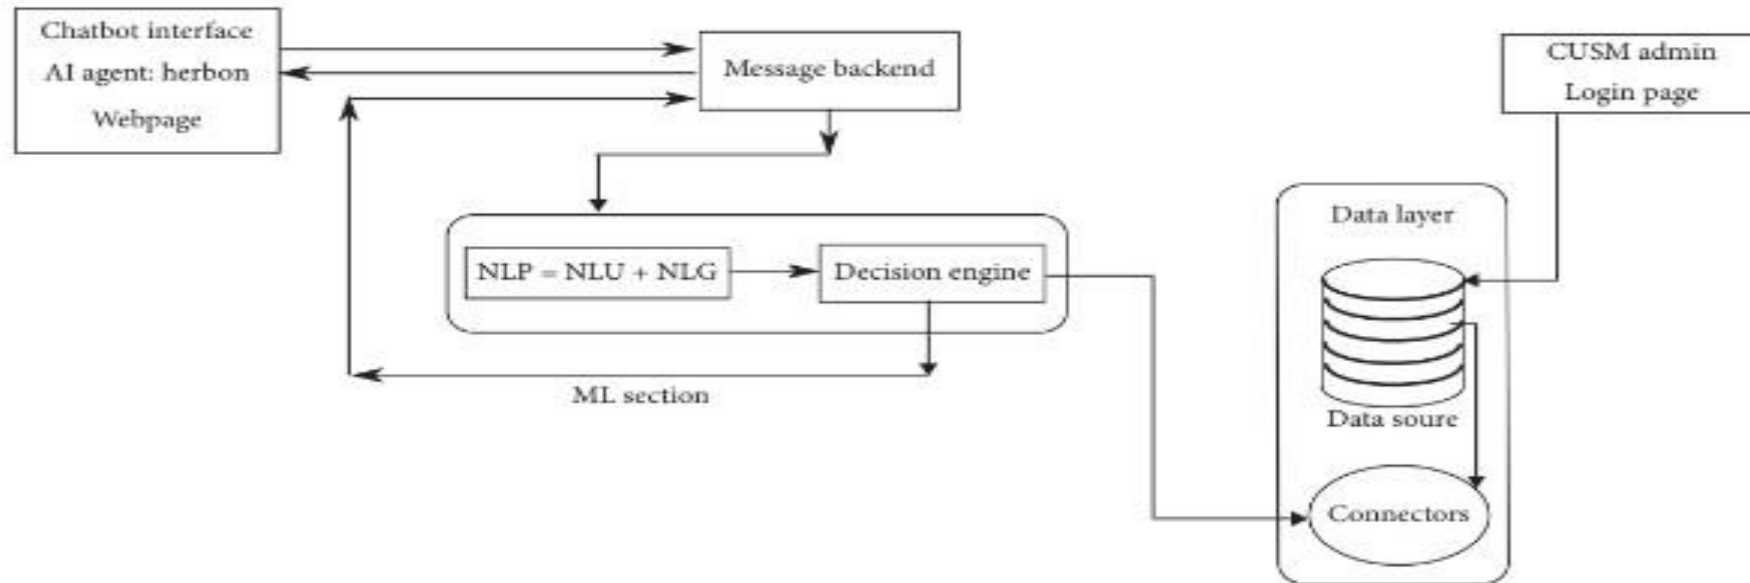 Chatbot interface
AI agent: herbon
Webpage
Message backend
CUSM admin
Login page
Data layer
NLP = NLU + NLG
Decision engine
ML section
Data soure
Connectors